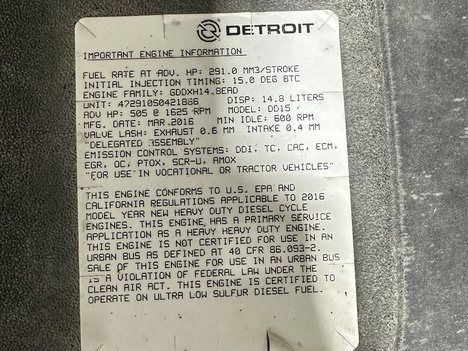 DETROIT
IMPORTANT ENGINE INFORMATION
FUEL RATE AT ADV. HP: 291.0 MM3/STROKE
INITIAL INJECTION TIMING: 15.0 DEG BTC
ENGINE FAMILY: GDDXH14.8EAD
UNIT: 472910S0421866 DISP: 14.8 LITERS
ADV HP: 505 @ 1625 RPM MODEL: DD15
MFG. DATE: MAR.2016 MIN IDLE: 600 RPM
VALVE LASH: EXHAUST 0.6 MM INTAKE 0.4 MM
"DELEGATED ASSEMBLY"
EMISSION CONTROL SYSTEMS: DDI, TC, CAC, ECM,
EGR, OC, PTOX, SCR-U, AMOX
"FOR USE IN VOCATIONAL OR TRACTOR VEHICLES"
THIS ENGINE CONFORMS TO U.S. EPA AND
CALIFORNIA REGULATIONS APPLICABLE TO 2016
MODEL YEAR NEW HEAVY DUTY DIESEL CYCLE
ENGINES. THIS ENGINE HAS A PRIMARY SERVICE
APPLICATION AS A HEAVY HEAVY DUTY ENGINE.
THIS ENGINE IS NOT CERTIFIED FOR USE IN AN
URBAN BUS AS DEFINED AT 40 CFR 86.093-2.
SALE OF THIS ENGINE FOR USE IN AN URBAN BUS
IS A VIOLATION OF FEDERAL LAW UNDER THE
CLEAN AIR ACT. THIS ENGINE IS CERTIFIED TO
OPERATE ON ULTRA LOW SULFUR DIESEL FUEL.